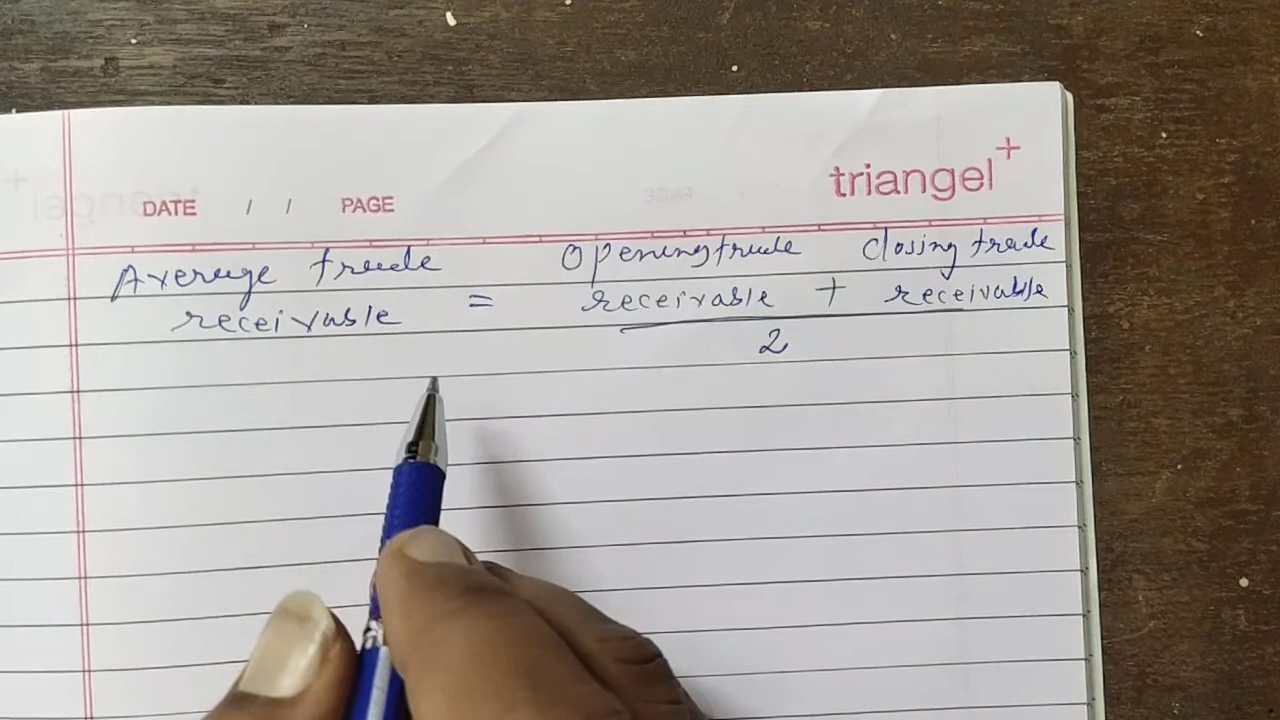 triangel+
DATE / / PAGE
Average trade Opening trade closing trade
receivable = receivable + receivable
2